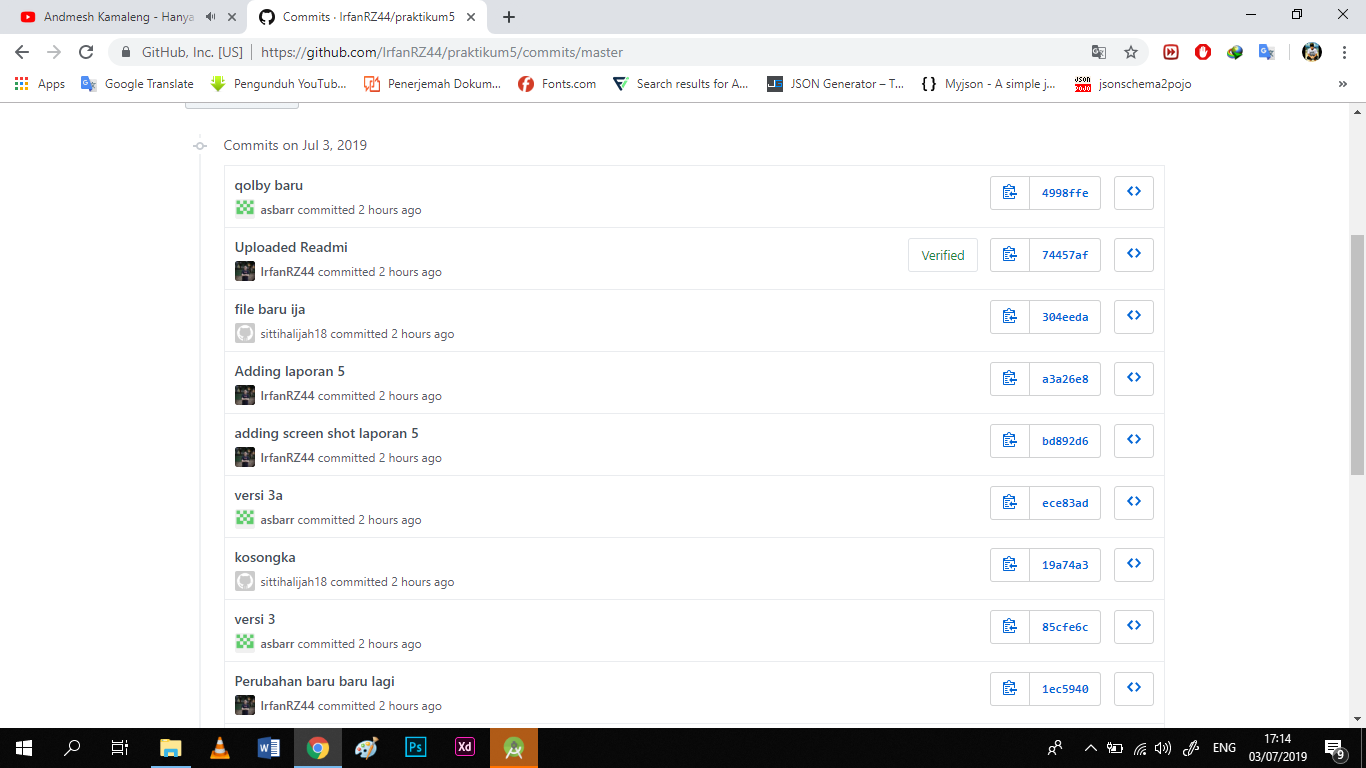 Andmesh Kamaleng - Hanya
Commits · IrfanRZ44/praktikum5
GitHub, Inc. [US]
https://github.com/IrfanRZ44/praktikum5/commits/master
Apps
Google Translate
Pengunduh YouTub...
Penerjemah Dokum...
Fonts.com
Search results for A...
JSON Generator – T...
Myjson - A simple j...
JSON
POJO
jsonschema2pojo
»
Commits on Jul 3, 2019
qolby baru
asbarr committed 2 hours ago
4998ffe
Uploaded Readmi
IrfanRZ44 committed 2 hours ago
Verified
74457af
file baru ija
sittihalijah18 committed 2 hours ago
304eeda
Adding laporan 5
IrfanRZ44 committed 2 hours ago
a3a26e8
adding screen shot laporan 5
IrfanRZ44 committed 2 hours ago
bd892d6
versi 3a
asbarr committed 2 hours ago
ece83ad
kosongka
sittihalijah18 committed 2 hours ago
19a74a3
versi 3
asbarr committed 2 hours ago
85cfe6c
Perubahan baru baru lagi
IrfanRZ44 committed 2 hours ago
1ec5940
Ps
Xd
ENG
17:14
03/07/2019
9